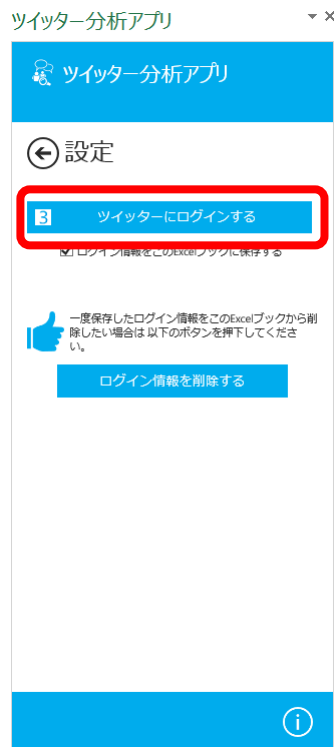 ツイッター分析アプリ
ツイッター分析アプリ
設定
3 ツイッターにログインする
ログイン情報をこのExcelブックに保存する
一度保存したログイン情報をこのExcelブックから削
除したい場合は以下のボタンを押下してくださ
い。
ログイン情報を削除する